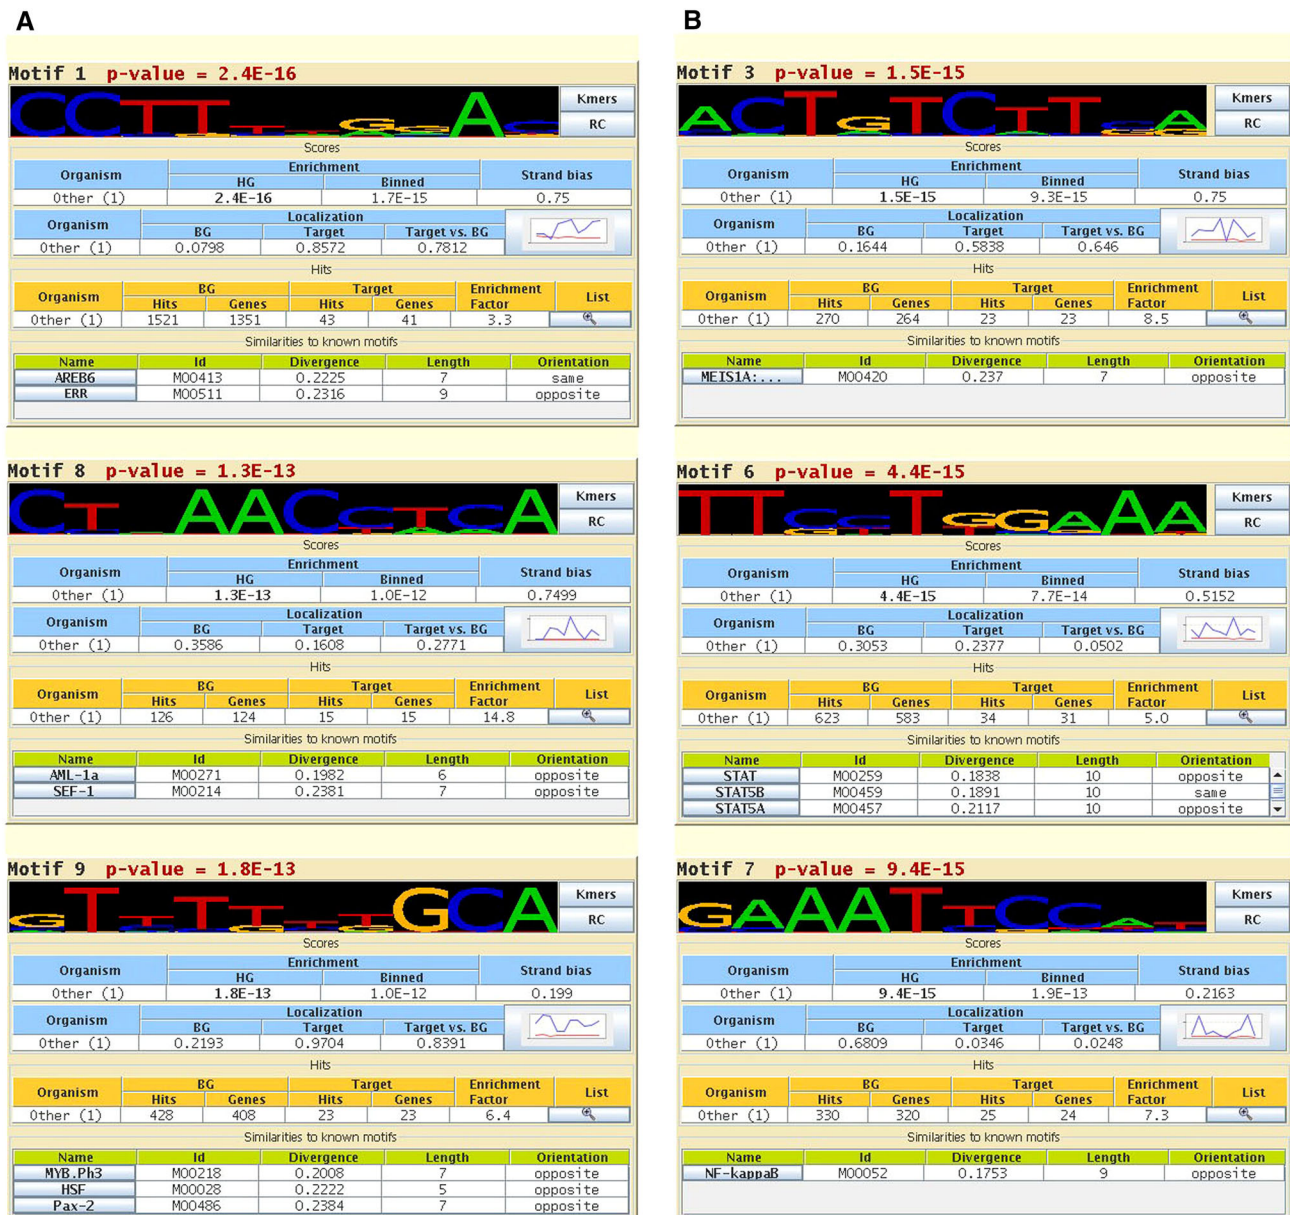 A
Motif 1 p-value = 2.4E-16
CCTTTTGGAC
Kmers
RC
Scores
Organism Enrichment Strand bias
HG Binned
Other (1) 2.4E-16 1.7E-15 0.75
Organism Localization
BG Target Target vs. BG
Other (1) 0.0798 0.8572 0.7812
Hits
Organism BG Target Enrichment Factor List
Hits Genes Hits Genes
Other (1) 1521 1351 43 41 3.3
Similarities to known motifs
Name Id Divergence Length Orientation
AREB6 M00413 0.2225 7 same
ERR M00511 0.2316 9 opposite
Motif 8 p-value = 1.3E-13
CT AACCTCA
Kmers
RC
Scores
Organism Enrichment Strand bias
HG Binned
Other (1) 1.3E-13 1.0E-12 0.7499
Organism Localization
BG Target Target vs. BG
Other (1) 0.3586 0.1608 0.2771
Hits
Organism BG Target Enrichment Factor List
Hits Genes Hits Genes
Other (1) 126 124 15 15 14.8
Similarities to known motifs
Name Id Divergence Length Orientation
AML-1a M00271 0.1982 6 opposite
SEF-1 M00214 0.2381 7 opposite
Motif 9 p-value = 1.8E-13
GTTTTTTGCA
Kmers
RC
Scores
Organism Enrichment Strand bias
HG Binned
Other (1) 1.8E-13 1.0E-12 0.199
Organism Localization
BG Target Target vs. BG
Other (1) 0.2193 0.9704 0.8391
Hits
Organism BG Target Enrichment Factor List
Hits Genes Hits Genes
Other (1) 428 408 23 23 6.4
Similarities to known motifs
Name Id Divergence Length Orientation
MYB.Ph3 M00218 0.2008 7 opposite
HSF M00028 0.2222 5 opposite
Pax-2 M00486 0.2384 7 opposite
B
Motif 3 p-value = 1.5E-15
ACTGTCTTGA
Kmers
RC
Scores
Organism Enrichment Strand bias
HG Binned
Other (1) 1.5E-15 9.3E-15 0.75
Organism Localization
BG Target Target vs. BG
Other (1) 0.1644 0.5838 0.646
Hits
Organism BG Target Enrichment Factor List
Hits Genes Hits Genes
Other (1) 270 264 23 23 8.5
Similarities to known motifs
Name Id Divergence Length Orientation
MEIS1A:... M00420 0.237 7 opposite
Motif 6 p-value = 4.4E-15
TTCCTGGAAA
Kmers
RC
Scores
Organism Enrichment Strand bias
HG Binned
Other (1) 4.4E-15 7.7E-14 0.5152
Organism Localization
BG Target Target vs. BG
Other (1) 0.3053 0.2377 0.0502
Hits
Organism BG Target Enrichment Factor List
Hits Genes Hits Genes
Other (1) 623 583 34 31 5.0
Similarities to known motifs
Name Id Divergence Length Orientation
STAT M00259 0.1838 10 opposite
STAT5B M00459 0.1891 10 same
STAT5A M00457 0.2117 10 opposite
Motif 7 p-value = 9.4E-15
GAAATTCCAT
Kmers
RC
Scores
Organism Enrichment Strand bias
HG Binned
Other (1) 9.4E-15 1.9E-13 0.2163
Organism Localization
BG Target Target vs. BG
Other (1) 0.6809 0.0346 0.0248
Hits
Organism BG Target Enrichment Factor List
Hits Genes Hits Genes
Other (1) 330 320 25 24 7.3
Similarities to known motifs
Name Id Divergence Length Orientation
NF-kappaB M00052 0.1753 9 opposite